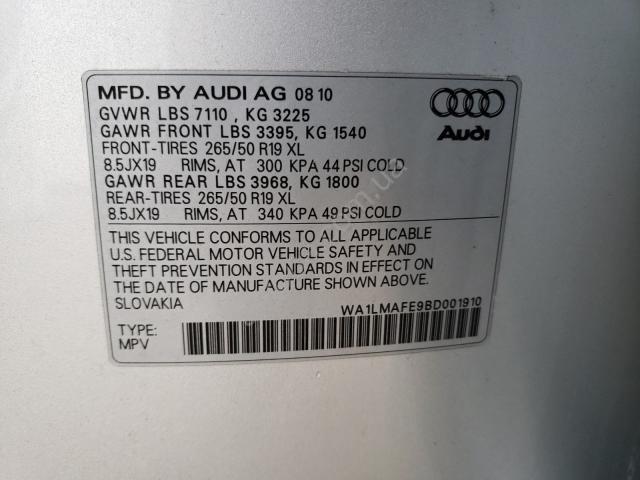 MFD. BY AUDI AG 08 10
GVWR LBS 7110 , KG 3225
GAWR FRONT LBS 3395, KG 1540
FRONT-TIRES 265/50 R19 XL
8.5JX19 RIMS, AT 300 KPA 44 PSI COLD
GAWR REAR LBS 3968, KG 1800
REAR-TIRES 265/50 R19 XL
8.5JX19 RIMS, AT 340 KPA 49 PSI COLD
Audi
THIS VEHICLE CONFORMS TO ALL APPLICABLE
U.S. FEDERAL MOTOR VEHICLE SAFETY AND
THEFT PREVENTION STANDARDS IN EFFECT ON
THE DATE OF MANUFACTURE SHOWN ABOVE.
SLOVAKIA
WA1LMAFE9BD001910
TYPE:
MPV